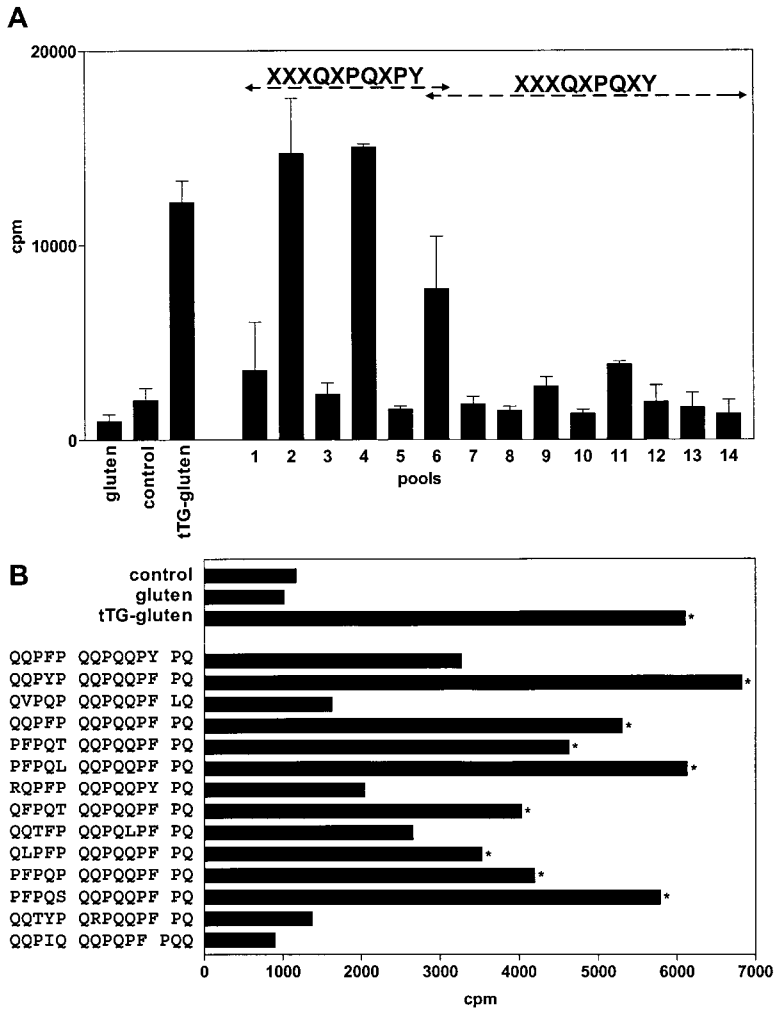 A
20000
10000
0
cpm
XXXQXPQXPY
XXXQXPQXY
gluten
control
tTG-gluten
1 2 3 4 5 6 7 8 9 10 11 12 13 14
pools
B
control
gluten
tTG-gluten *
QQPFP QQPQQPY PQ
QQPYP QQPQQPF PQ *
QVPQP QQPQQPF LQ
QQPFP QQPQQPF PQ *
PFPQT QQPQQPF PQ *
PFPQL QQPQQPF PQ *
RQPFP QQPQQPY PQ
QFPQT QQPQQPF PQ *
QQTFP QQPQLPF PQ
QLPFP QQPQQPF PQ *
PFPQP QQPQQPF PQ *
PFPQS QQPQQPF PQ *
QQTYP QRPQQPF PQ
QQPIQ QQPQPF PQQ
0 1000 2000 3000 4000 5000 6000 7000
cpm